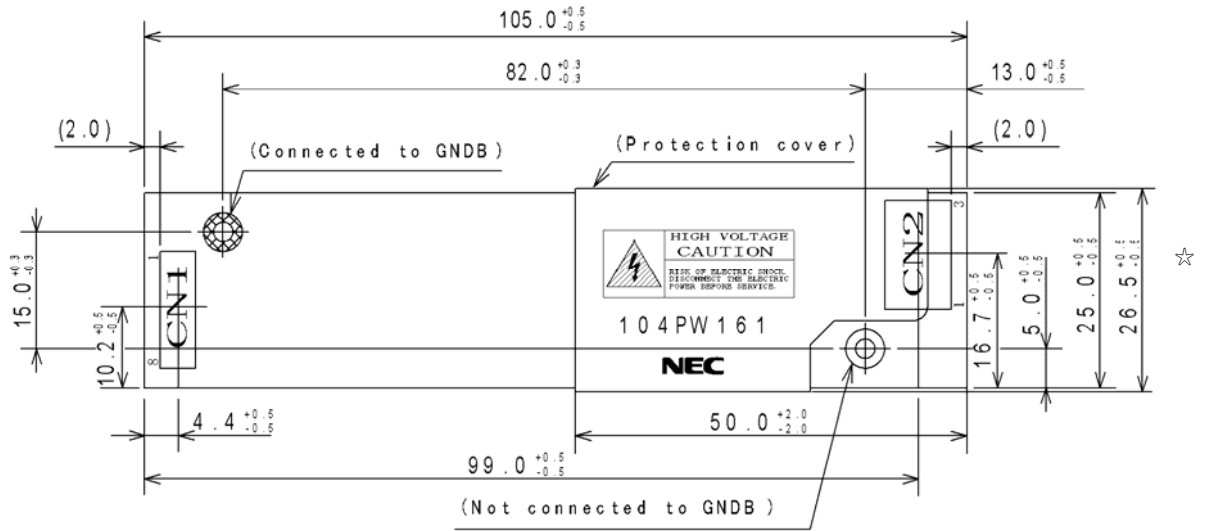 105.0 +0.5 -0.5
82.0 +0.3 -0.3
13.0 +0.5 -0.5
(2.0)
(2.0)
(Connected to GNDB)
(Protection cover)
HIGH VOLTAGE
CAUTION
RISK OF ELECTRIC SHOCK.
DISCONNECT THE ELECTRIC
POWER BEFORE SERVICE.
104PW161
NEC
1
CN1
8
3
CN2
1
15.0 +0.3 -0.3
10.2 +0.5 -0.5
16.7 +0.5 -0.5
5.0 +0.5 -0.5
25.0 +0.5 -0.5
26.5 +0.5 -0.5
☆
4.4 +0.5 -0.5
50.0 +2.0 -2.0
99.0 +0.5 -0.5
(Not connected to GNDB)